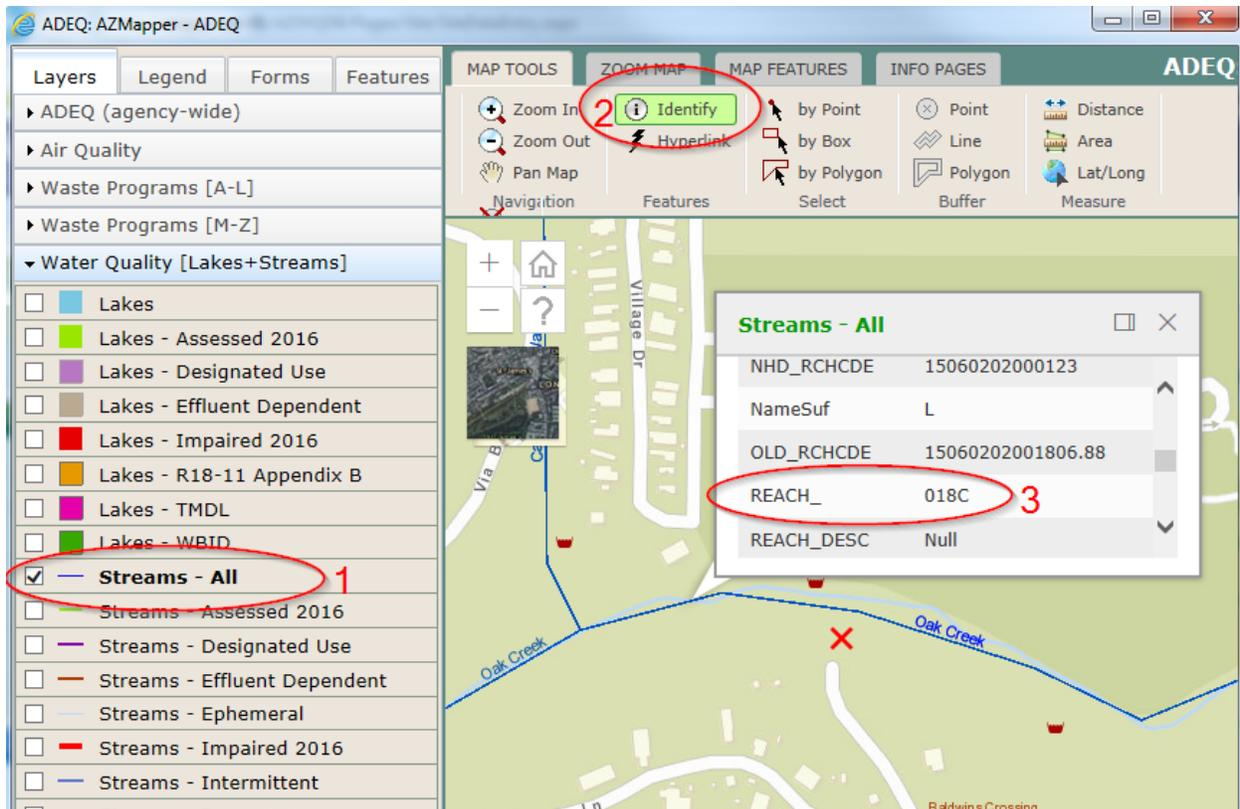 ADEQ: AZMapper - ADEQ
Layers Legend Forms Features
ADEQ (agency-wide)
Air Quality
Waste Programs [A-L]
Waste Programs [M-Z]
Water Quality [Lakes+Streams]
Lakes
Lakes - Assessed 2016
Lakes - Designated Use
Lakes - Effluent Dependent
Lakes - Impaired 2016
Lakes - R18-11 Appendix B
Lakes - TMDL
Lakes - WBID
Streams - All 1
Streams - Assessed 2016
Streams - Designated Use
Streams - Effluent Dependent
Streams - Ephemeral
Streams - Impaired 2016
Streams - Intermittent
MAP TOOLS ZOOM MAP MAP FEATURES INFO PAGES ADEQ
Zoom In 2 Identify by Point Point Distance
Zoom Out Hyperlink by Box Line Area
Pan Map by Polygon Polygon Lat/Long
Navigation Features Select Buffer Measure
+
− ?
Village Dr
Via
Streams - All
NHD_RCHCDE 15060202000123
NameSuf L
OLD_RCHCDE 15060202001806.88
REACH_ 018C 3
REACH_DESC Null
Oak Creek
Oak Creek
Ln
Baldwins Crossing